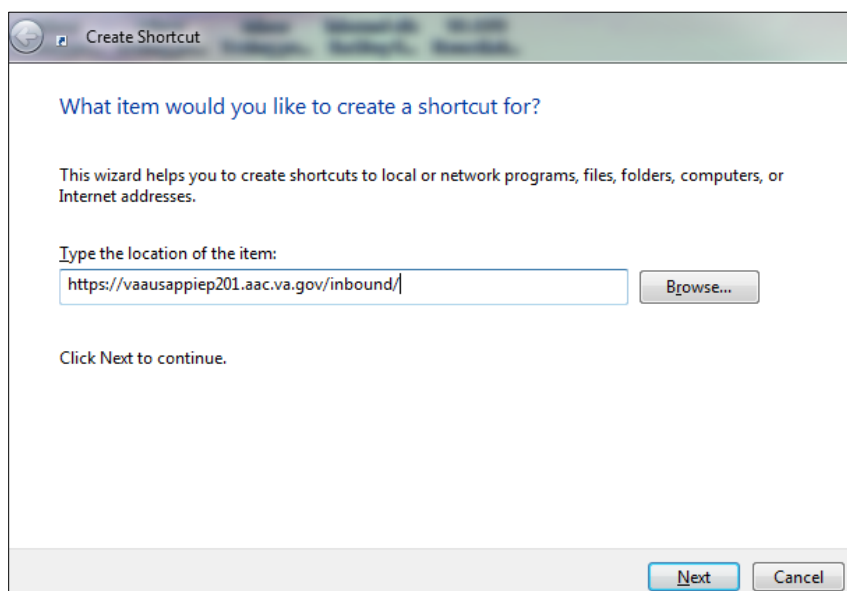 Create Shortcut
What item would you like to create a shortcut for?
This wizard helps you to create shortcuts to local or network programs, files, folders, computers, or
Internet addresses.
Type the location of the item:
https://vaausappiep201.aac.va.gov/inbound/
Browse...
Click Next to continue.
Next
Cancel